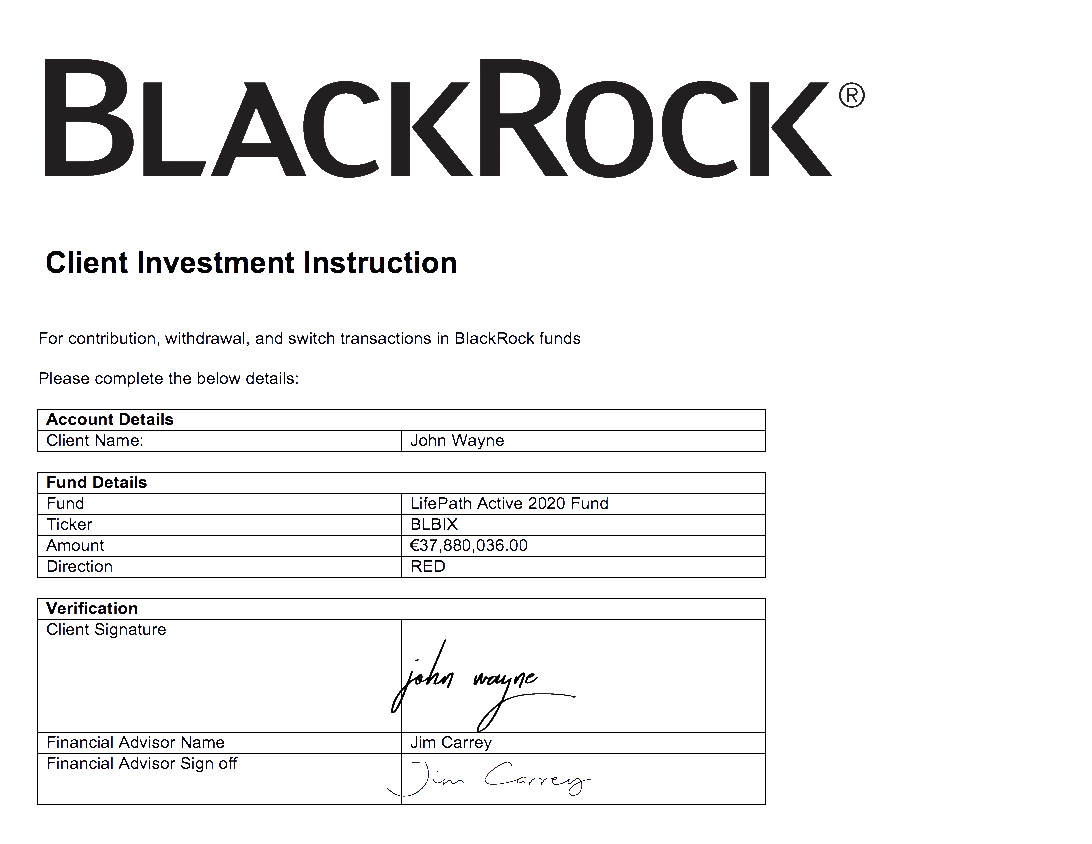 BLACKROCK®
Client Investment Instruction
For contribution, withdrawal, and switch transactions in BlackRock funds
Please complete the below details:
Account Details
Client Name: John Wayne
Fund Details
Fund LifePath Active 2020 Fund
Ticker BLBIX
Amount €37,880,036.00
Direction RED
Verification
Client Signature
john wayne
Financial Advisor Name Jim Carrey
Financial Advisor Sign off
Jim Carrey